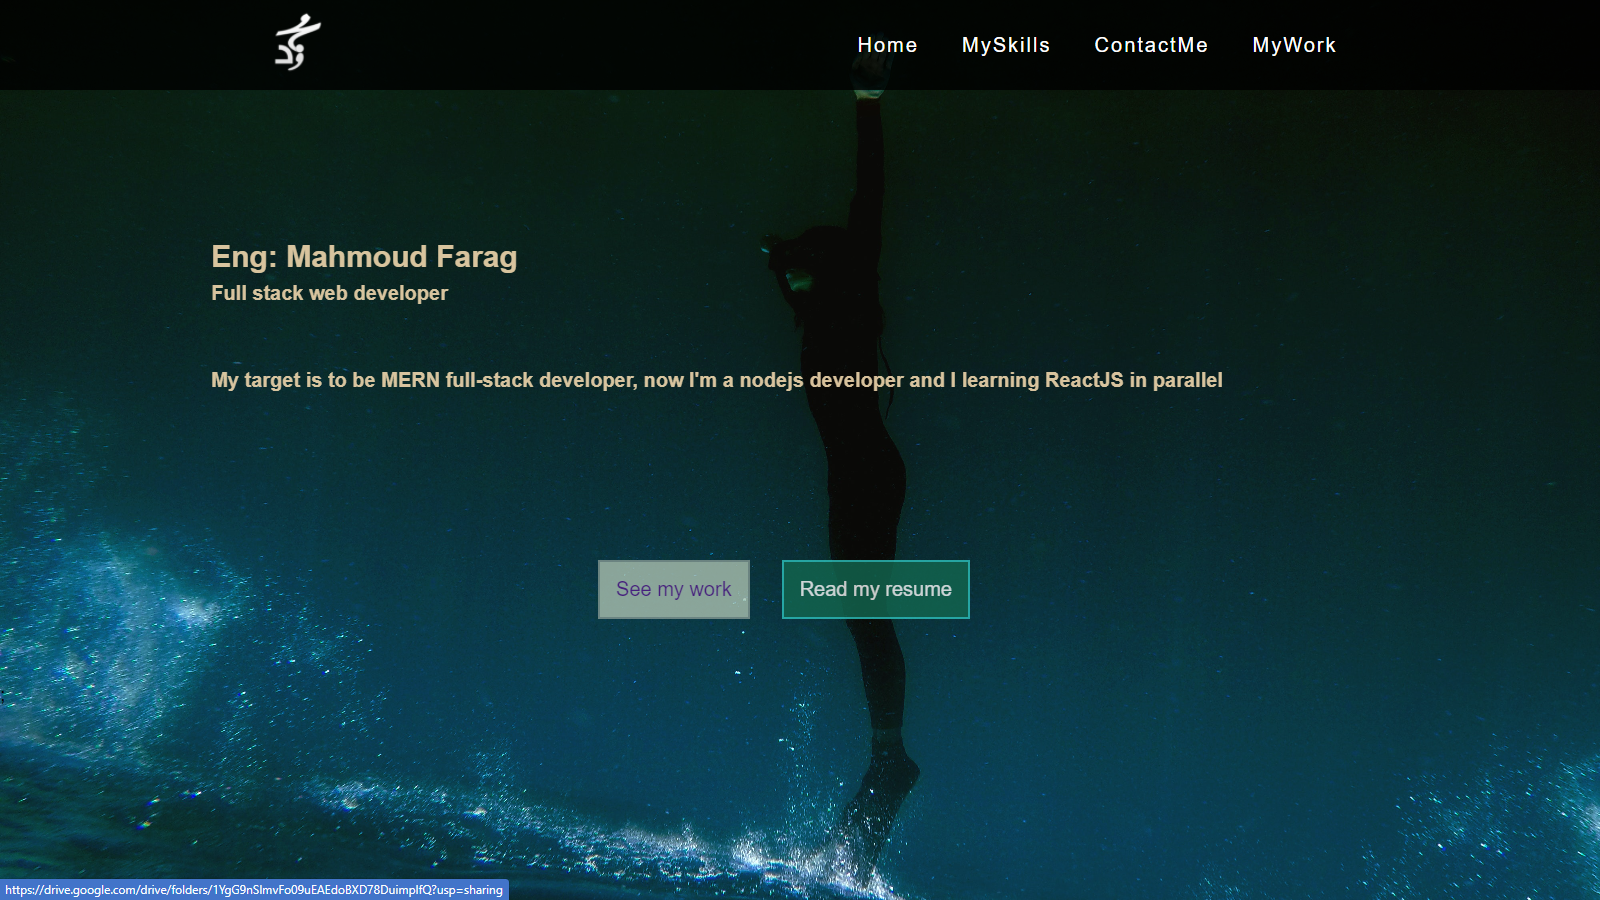 Home MySkills ContactMe MyWork
Eng: Mahmoud Farag
Full stack web developer
My target is to be MERN full-stack developer, now I'm a nodejs developer and I learning ReactJS in parallel
See my work Read my resume
https://drive.google.com/drive/folders/1YgG9nSlmvFo09uEAEdoBXD78DuimpIfQ?usp=sharing